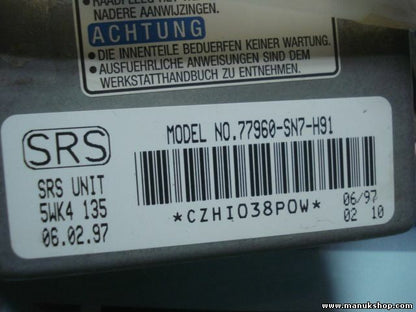 NADERE AANWIJZINGEN.
ACHTUNG
● DIE INNENTEILE BEDUERFEN KEINER WARTUNG.
● AUSFUEHRLICHE ANWEISUNGEN SIND DEM
WERKSTATTHANDBUCH ZU ENTNEHMEN.
SRS
MODEL NO.77960-SN7-H91
SRS UNIT
5WK4 135
06.02.97
*CZHIO38POW*
06/97
02 10
www.manukshop.com